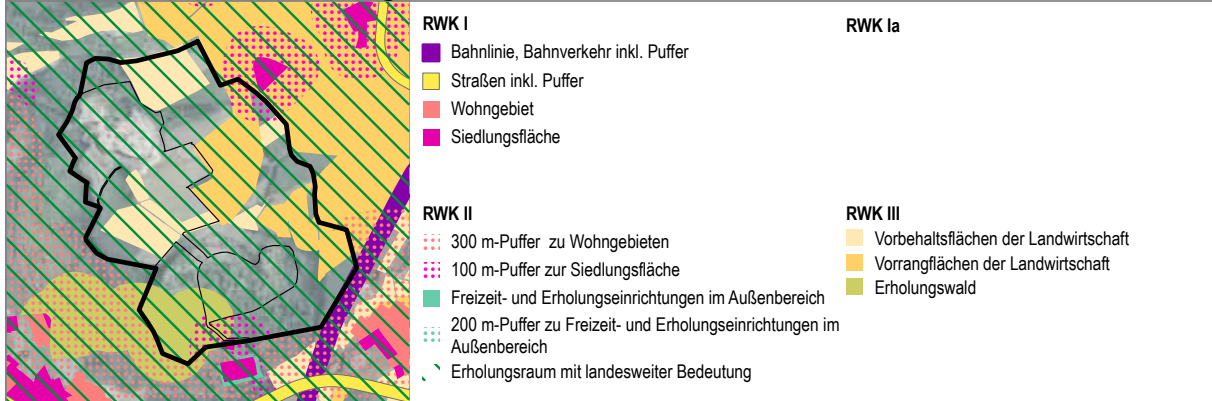 RWK I
Bahnlinie, Bahnverkehr inkl. Puffer
Straßen inkl. Puffer
Wohngebiet
Siedlungsfläche
RWK Ia
RWK II
300 m-Puffer zu Wohngebieten
100 m-Puffer zur Siedlungsfläche
Freizeit- und Erholungseinrichtungen im Außenbereich
200 m-Puffer zu Freizeit- und Erholungseinrichtungen im
Außenbereich
Erholungsraum mit landesweiter Bedeutung
RWK III
Vorbehaltsflächen der Landwirtschaft
Vorrangflächen der Landwirtschaft
Erholungswald